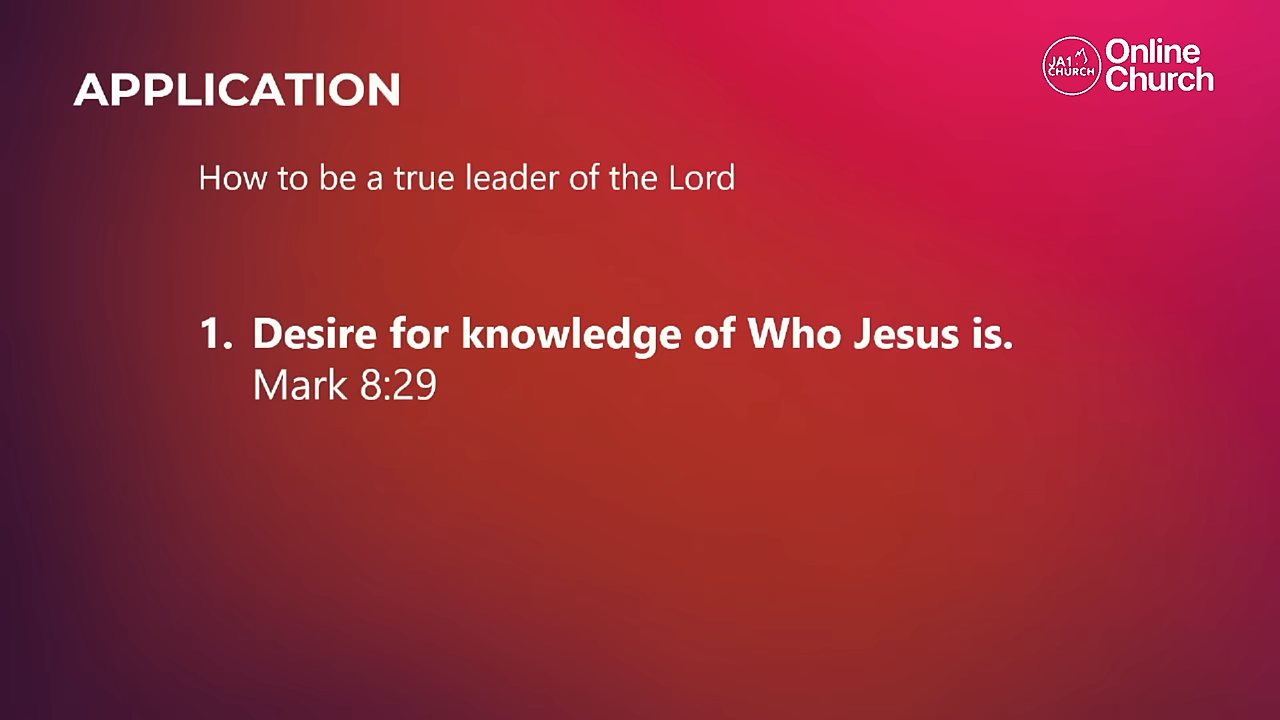 APPLICATION
JA1
CHURCH
Online
Church
How to be a true leader of the Lord
1. Desire for knowledge of Who Jesus is.
Mark 8:29